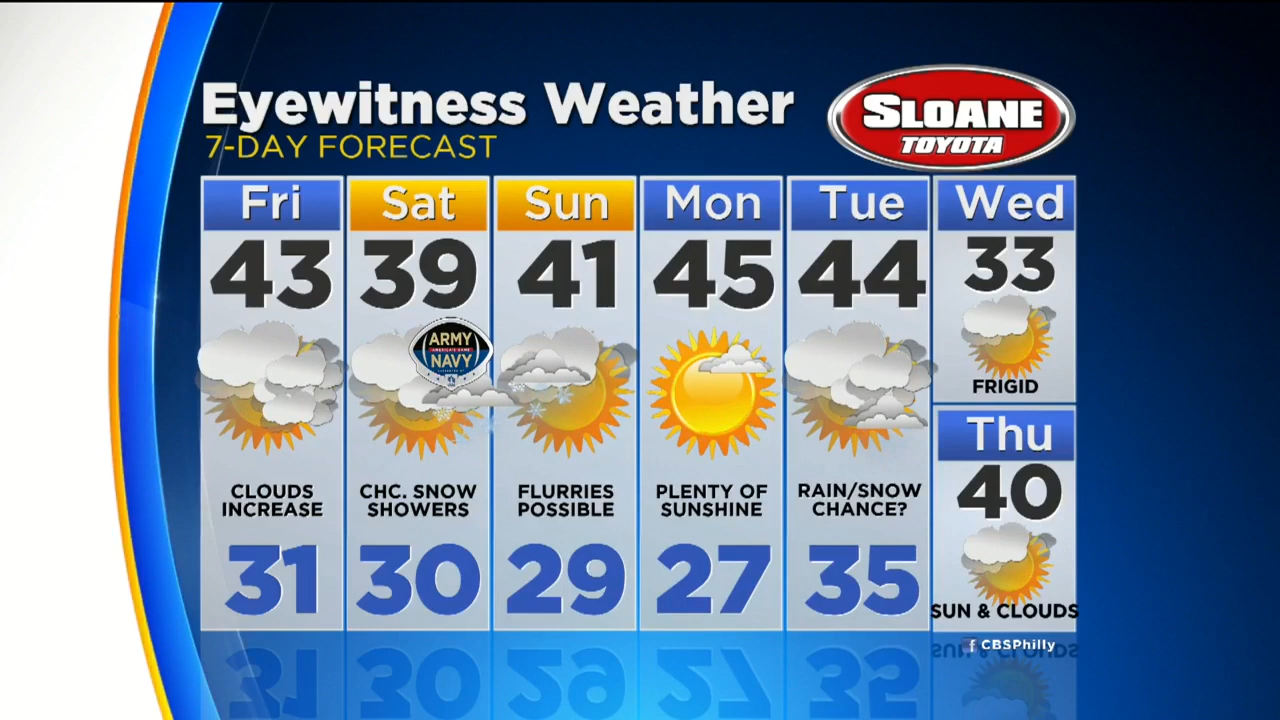 Eyewitness Weather
7-DAY FORECAST
SLOANE
TOYOTA
Fri
43
CLOUDS
INCREASE
31
Sat
39
ARMY
AMERICA'S GAME
NAVY
CHC. SNOW
SHOWERS
30
Sun
41
FLURRIES
POSSIBLE
29
Mon
45
PLENTY OF
SUNSHINE
27
Tue
44
RAIN/SNOW
CHANCE?
35
Wed
33
FRIGID
Thu
40
SUN & CLOUDS
f CBSPhilly